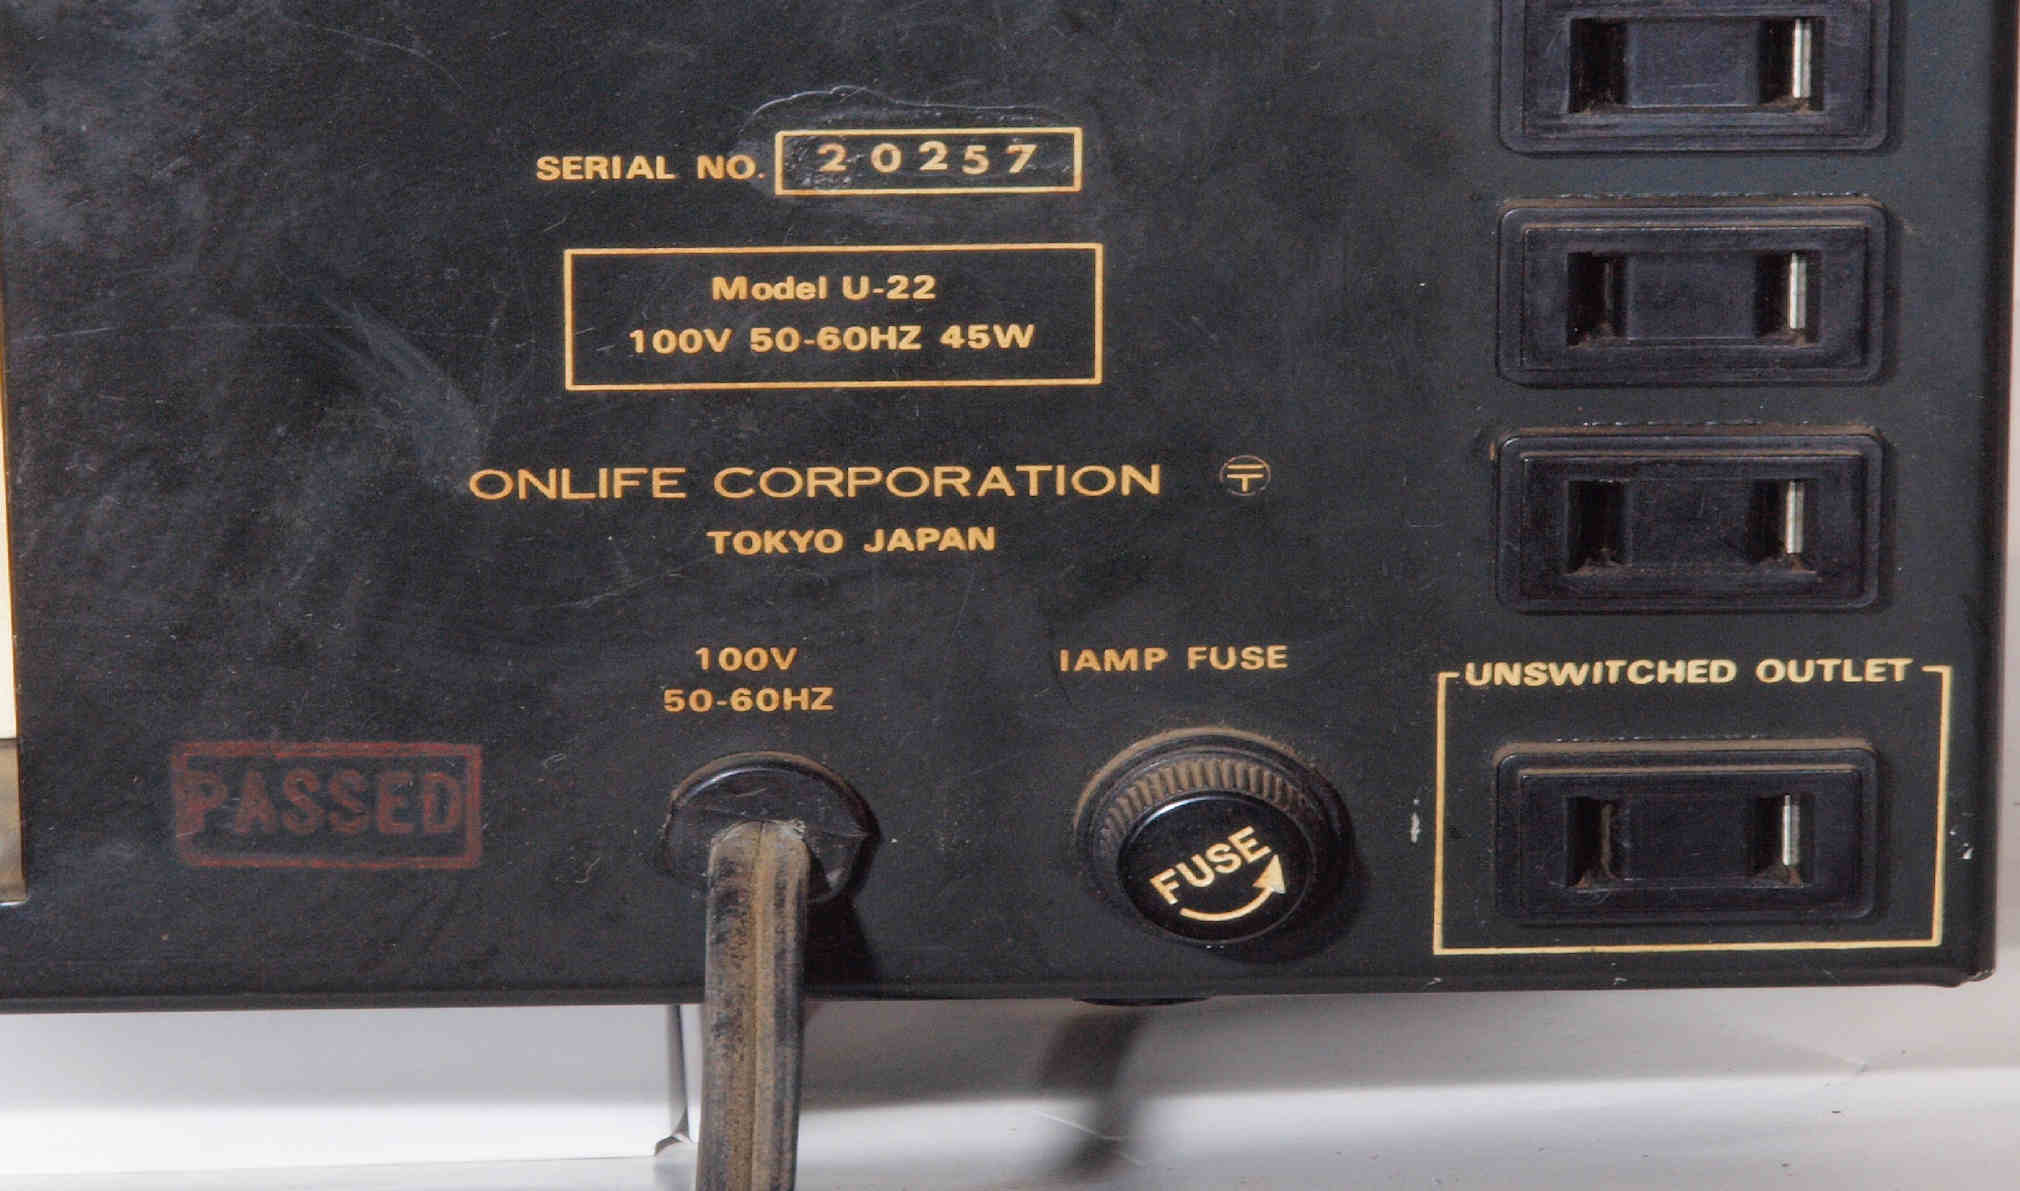 SERIAL NO. 20257
Model U-22
100V 50-60HZ 45W
ONLIFE CORPORATION 〒
TOKYO JAPAN
100V
50-60HZ
1AMP FUSE
UNSWITCHED OUTLET
PASSED
FUSE